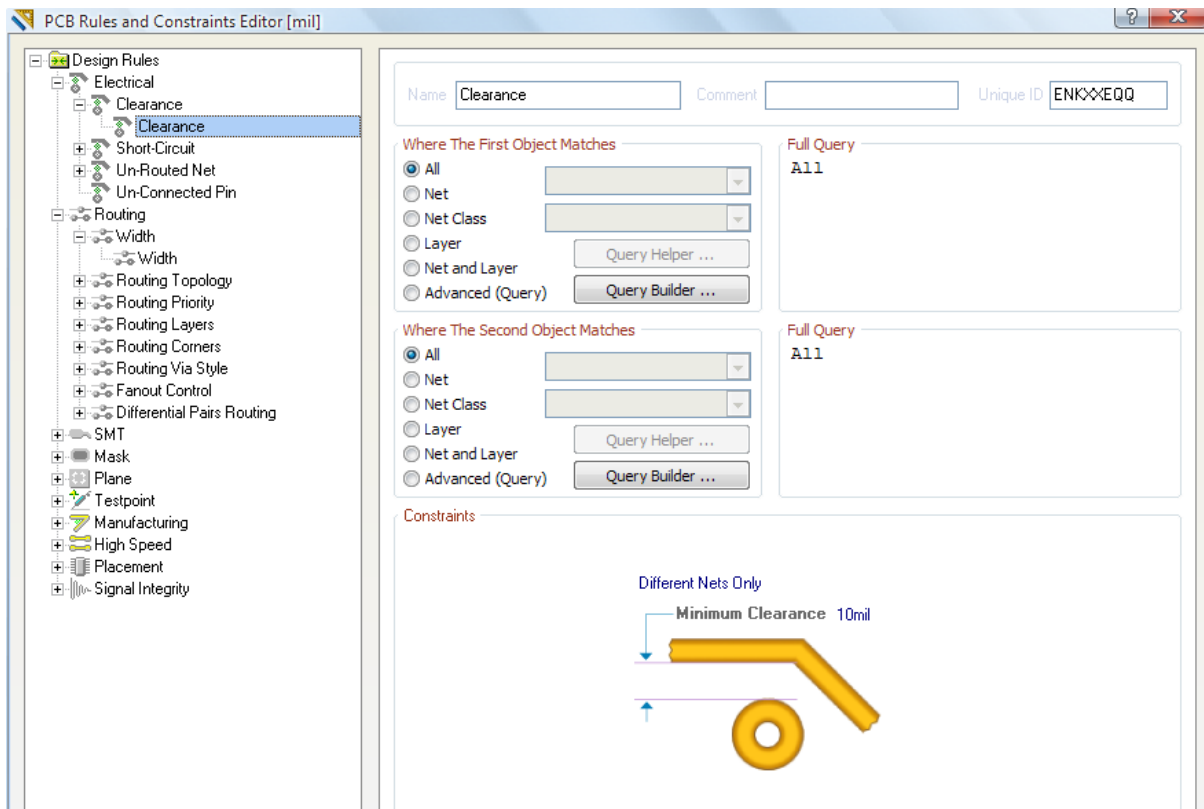 PCB Rules and Constraints Editor [mil]
Design Rules
Electrical
Clearance
Clearance
Short-Circuit
Un-Routed Net
Un-Connected Pin
Routing
Width
Width
Routing Topology
Routing Priority
Routing Layers
Routing Corners
Routing Via Style
Fanout Control
Differential Pairs Routing
SMT
Mask
Plane
Testpoint
Manufacturing
High Speed
Placement
Signal Integrity
Name Clearance Comment Unique ID ENKXXEQQ
Where The First Object Matches
All
Net
Net Class
Layer
Net and Layer
Advanced (Query)
Query Helper ...
Query Builder ...
Full Query
All
Where The Second Object Matches
All
Net
Net Class
Layer
Net and Layer
Advanced (Query)
Query Helper ...
Query Builder ...
Full Query
All
Constraints
Different Nets Only
Minimum Clearance 10mil